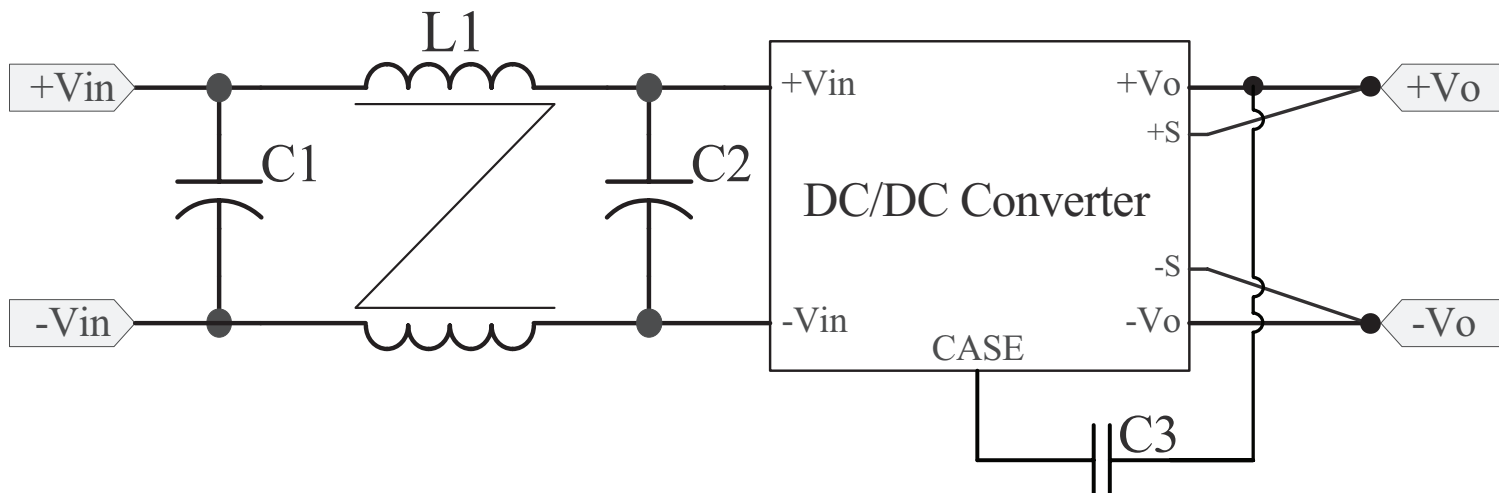 L1
+Vin
+Vin
+Vo
+Vo
+S
C1
C2
DC/DC Converter
-S
-Vin
-Vin
-Vo
-Vo
CASE
C3